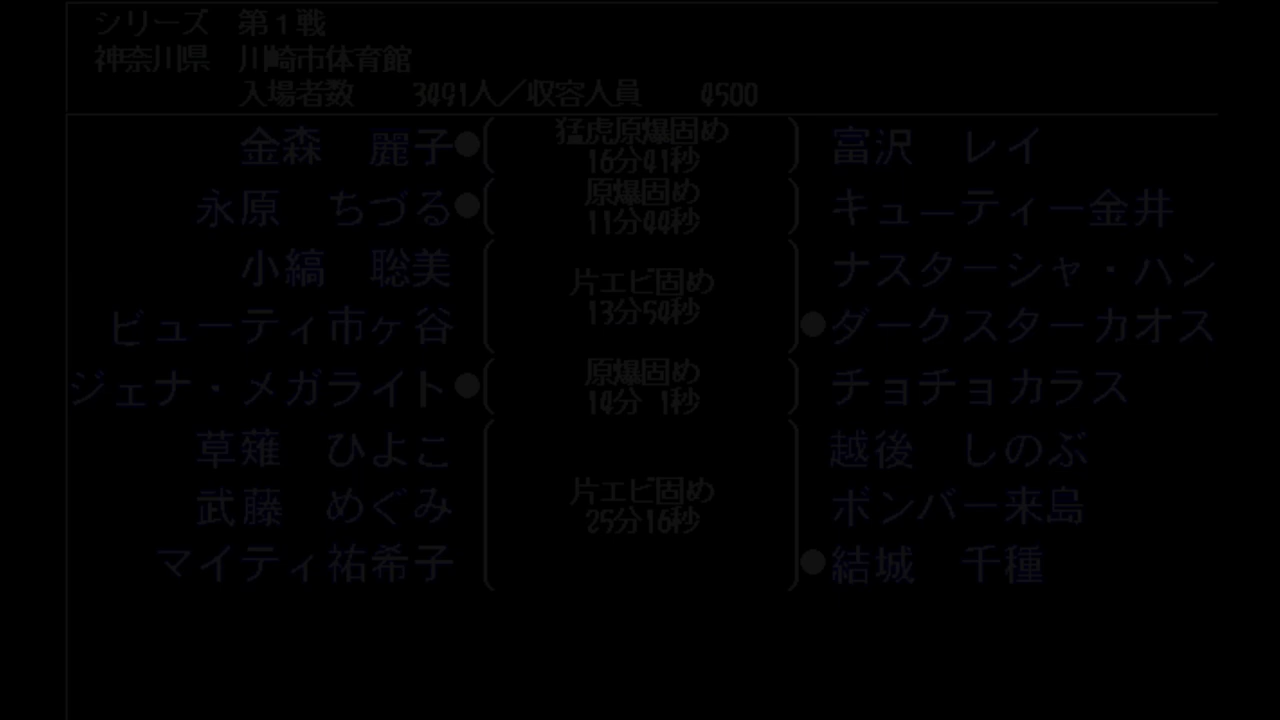 シリーズ 第1戦
神奈川県 川崎市体育館
入場者数 3491人／収容人員 4500
金森 麗子● 猛虎原爆固め 16分41秒 富沢 レイ
永原 ちづる● 原爆固め 11分44秒 キューティー金井
小縞 聡美 片エビ固め 13分54秒 ナスターシャ・ハン
ビューティ市ヶ谷 ●ダークスターカオス
ジェナ・メガライト● 原爆固め 14分 1秒 チョチョカラス
草薙 ひよこ 越後 しのぶ
武藤 めぐみ 片エビ固め 25分16秒 ボンバー来島
マイティ祐希子 ●結城 千種